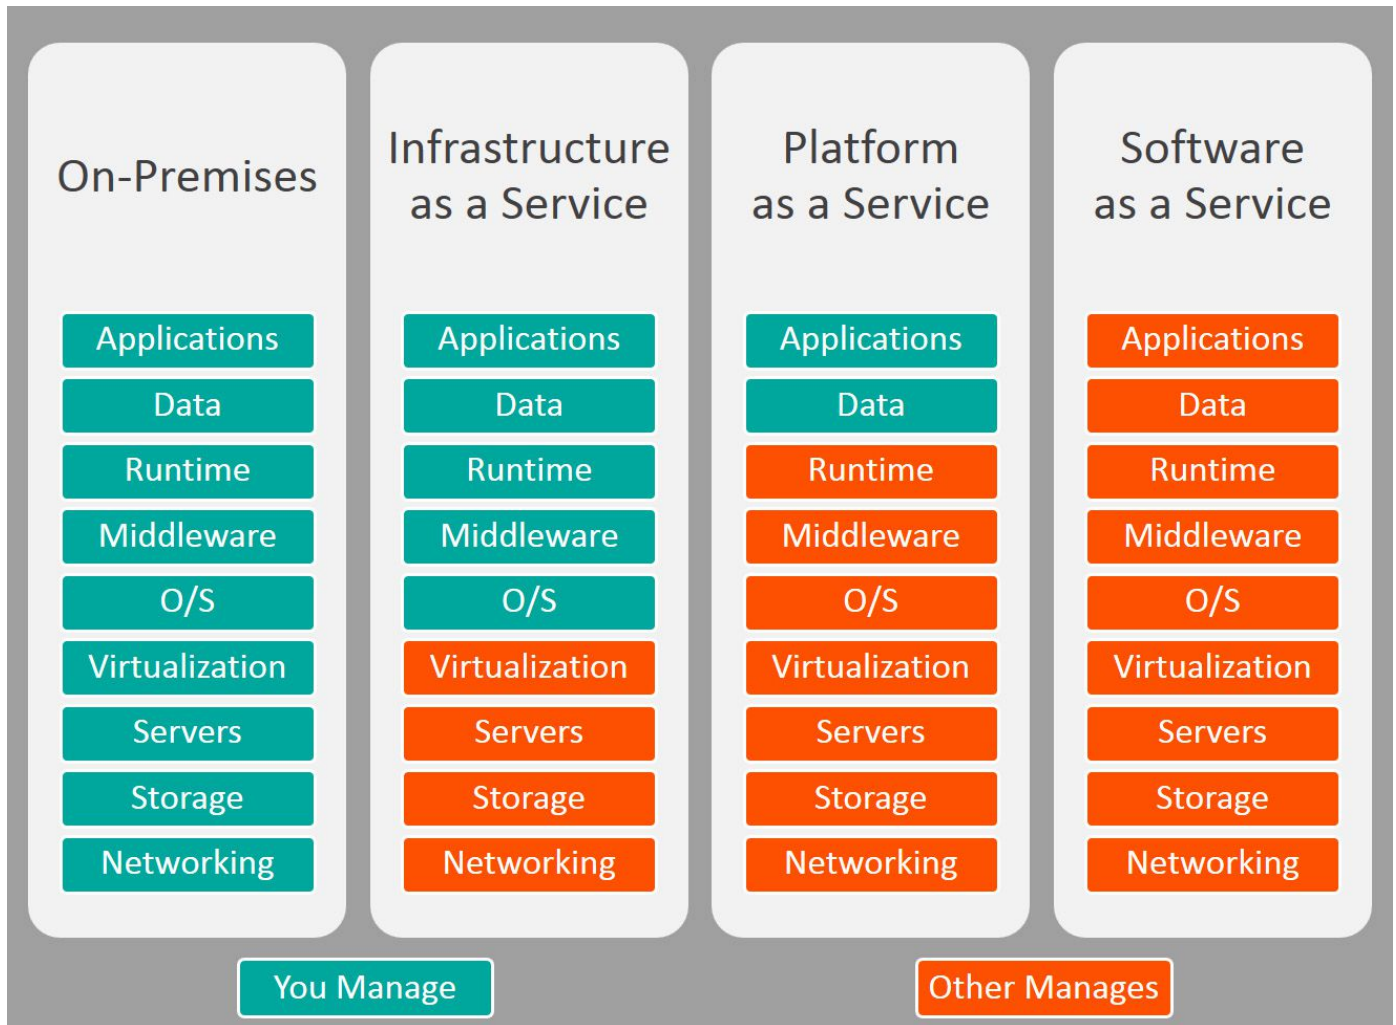 On-Premises
Applications
Data
Runtime
Middleware
O/S
Virtualization
Servers
Storage
Networking
Infrastructure
as a Service
Applications
Data
Runtime
Middleware
O/S
Virtualization
Servers
Storage
Networking
Platform
as a Service
Applications
Data
Runtime
Middleware
O/S
Virtualization
Servers
Storage
Networking
Software
as a Service
Applications
Data
Runtime
Middleware
O/S
Virtualization
Servers
Storage
Networking
You Manage
Other Manages